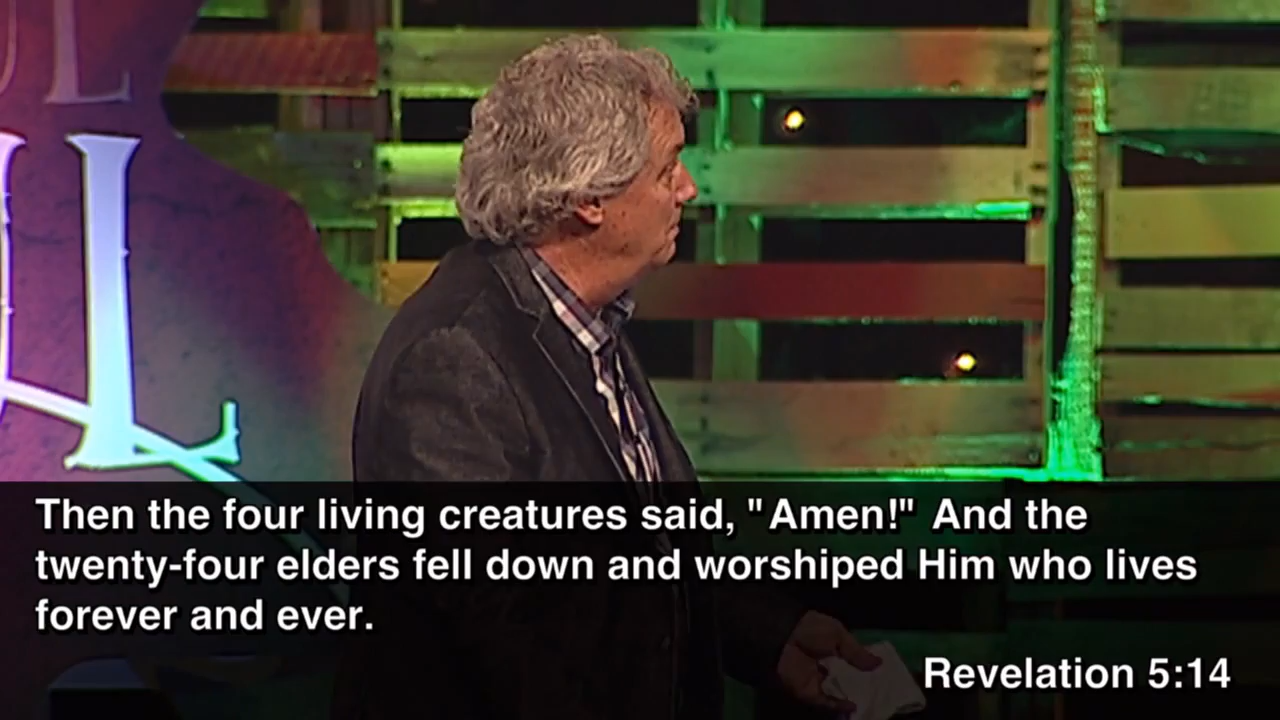 UL
Then the four living creatures said, "Amen!" And the
twenty-four elders fell down and worshiped Him who lives
forever and ever.
Revelation 5:14